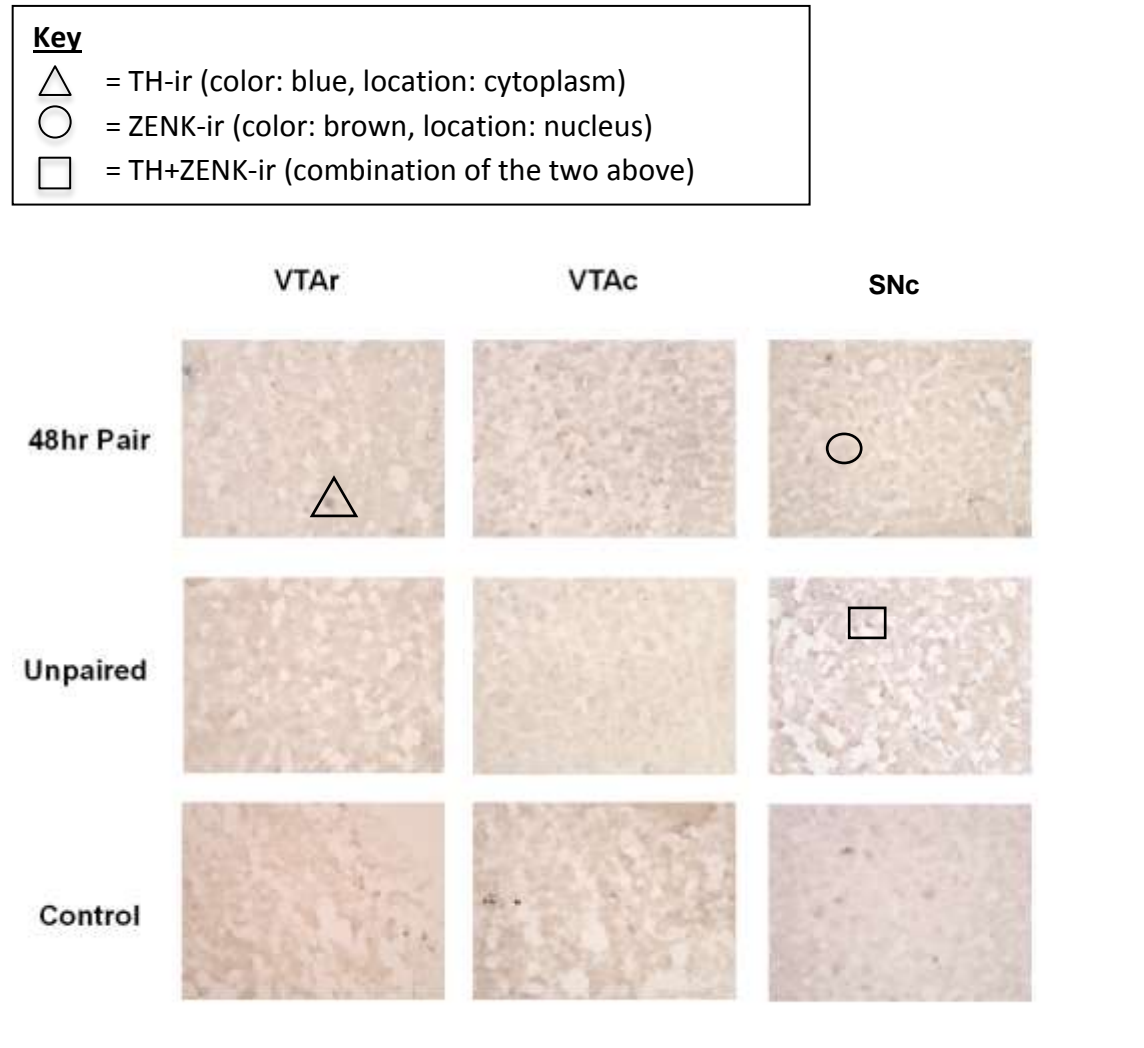 Key
= TH-ir (color: blue, location: cytoplasm)
= ZENK-ir (color: brown, location: nucleus)
= TH+ZENK-ir (combination of the two above)
VTAr VTAc SNc
48hr Pair
Unpaired
Control